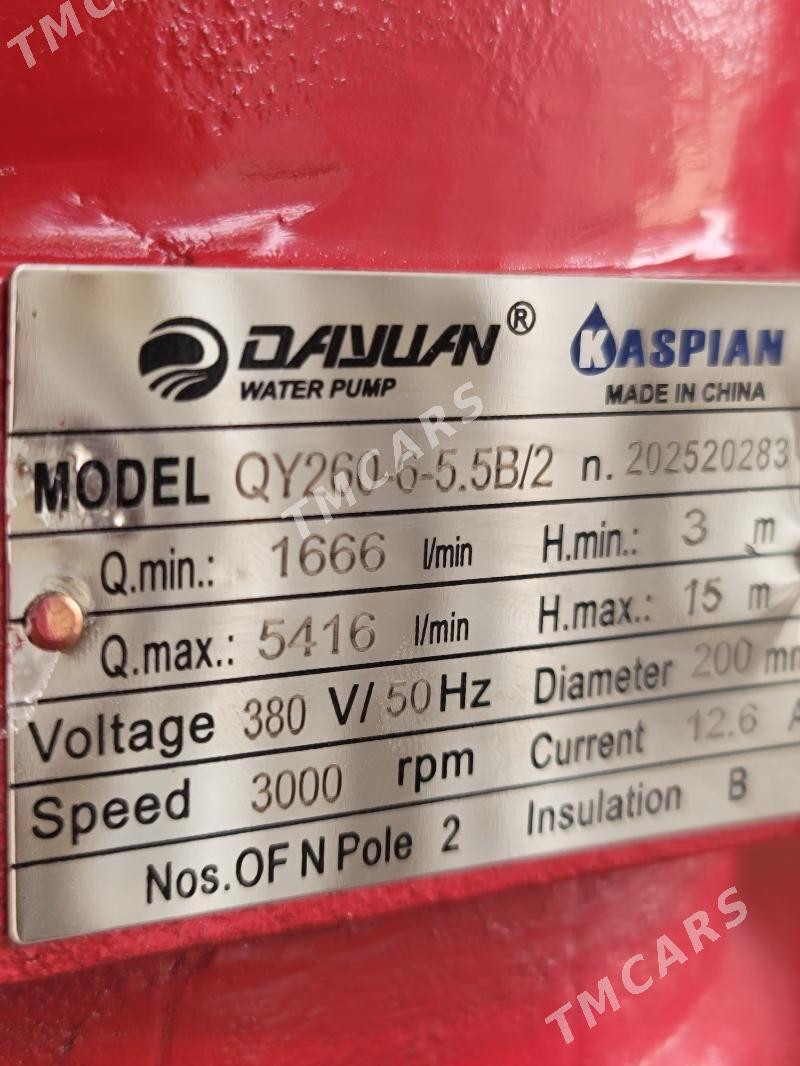 TMCARS
DAYUAN® KASPIAN
WATER PUMP MADE IN CHINA
MODEL QY260-6-5.5B/2 n. 202520283
Q.min.: 1666 l/min H.min.: 3 m
Q.max.: 5416 l/min H.max.: 15 m
Voltage 380 V/ 50 Hz Diameter 200 mm
Speed 3000 rpm Current 12.6 A
Nos.OF N Pole 2 Insulation B
TMCARS
TMCARS